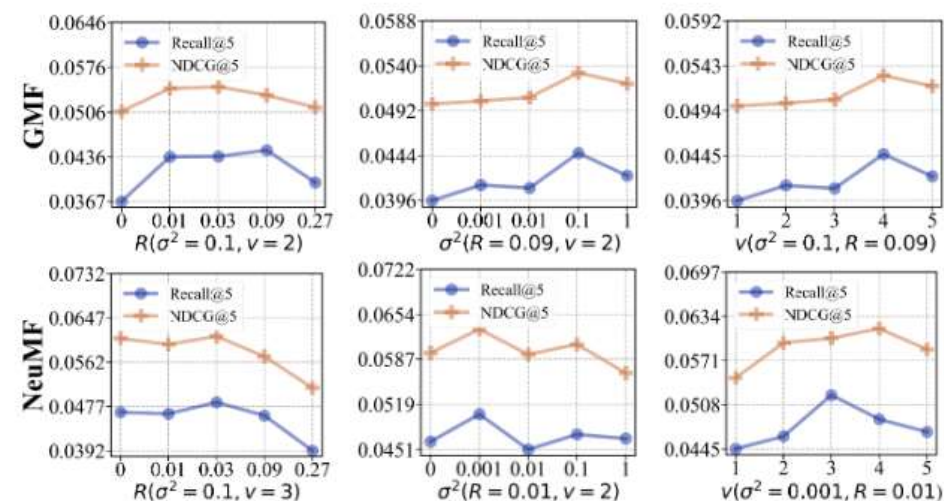 GMF
0.0646
0.0576
0.0506
0.0436
0.0367
Recall@5
NDCG@5
0 0.01 0.03 0.09 0.27
R(σ² = 0.1, v = 2)
0.0588
0.0540
0.0492
0.0444
0.0396
Recall@5
NDCG@5
0 0.001 0.01 0.1 1
σ²(R = 0.09, v = 2)
0.0592
0.0543
0.0494
0.0445
0.0396
Recall@5
NDCG@5
1 2 3 4 5
v(σ² = 0.1, R = 0.09)
NeuMF
0.0732
0.0647
0.0562
0.0477
0.0392
Recall@5
NDCG@5
0 0.01 0.03 0.09 0.27
R(σ² = 0.1, v = 3)
0.0722
0.0654
0.0587
0.0519
0.0451
Recall@5
NDCG@5
0 0.001 0.01 0.1 1
σ²(R = 0.01, v = 2)
0.0697
0.0634
0.0571
0.0508
0.0445
Recall@5
NDCG@5
1 2 3 4 5
v(σ² = 0.001, R = 0.01)